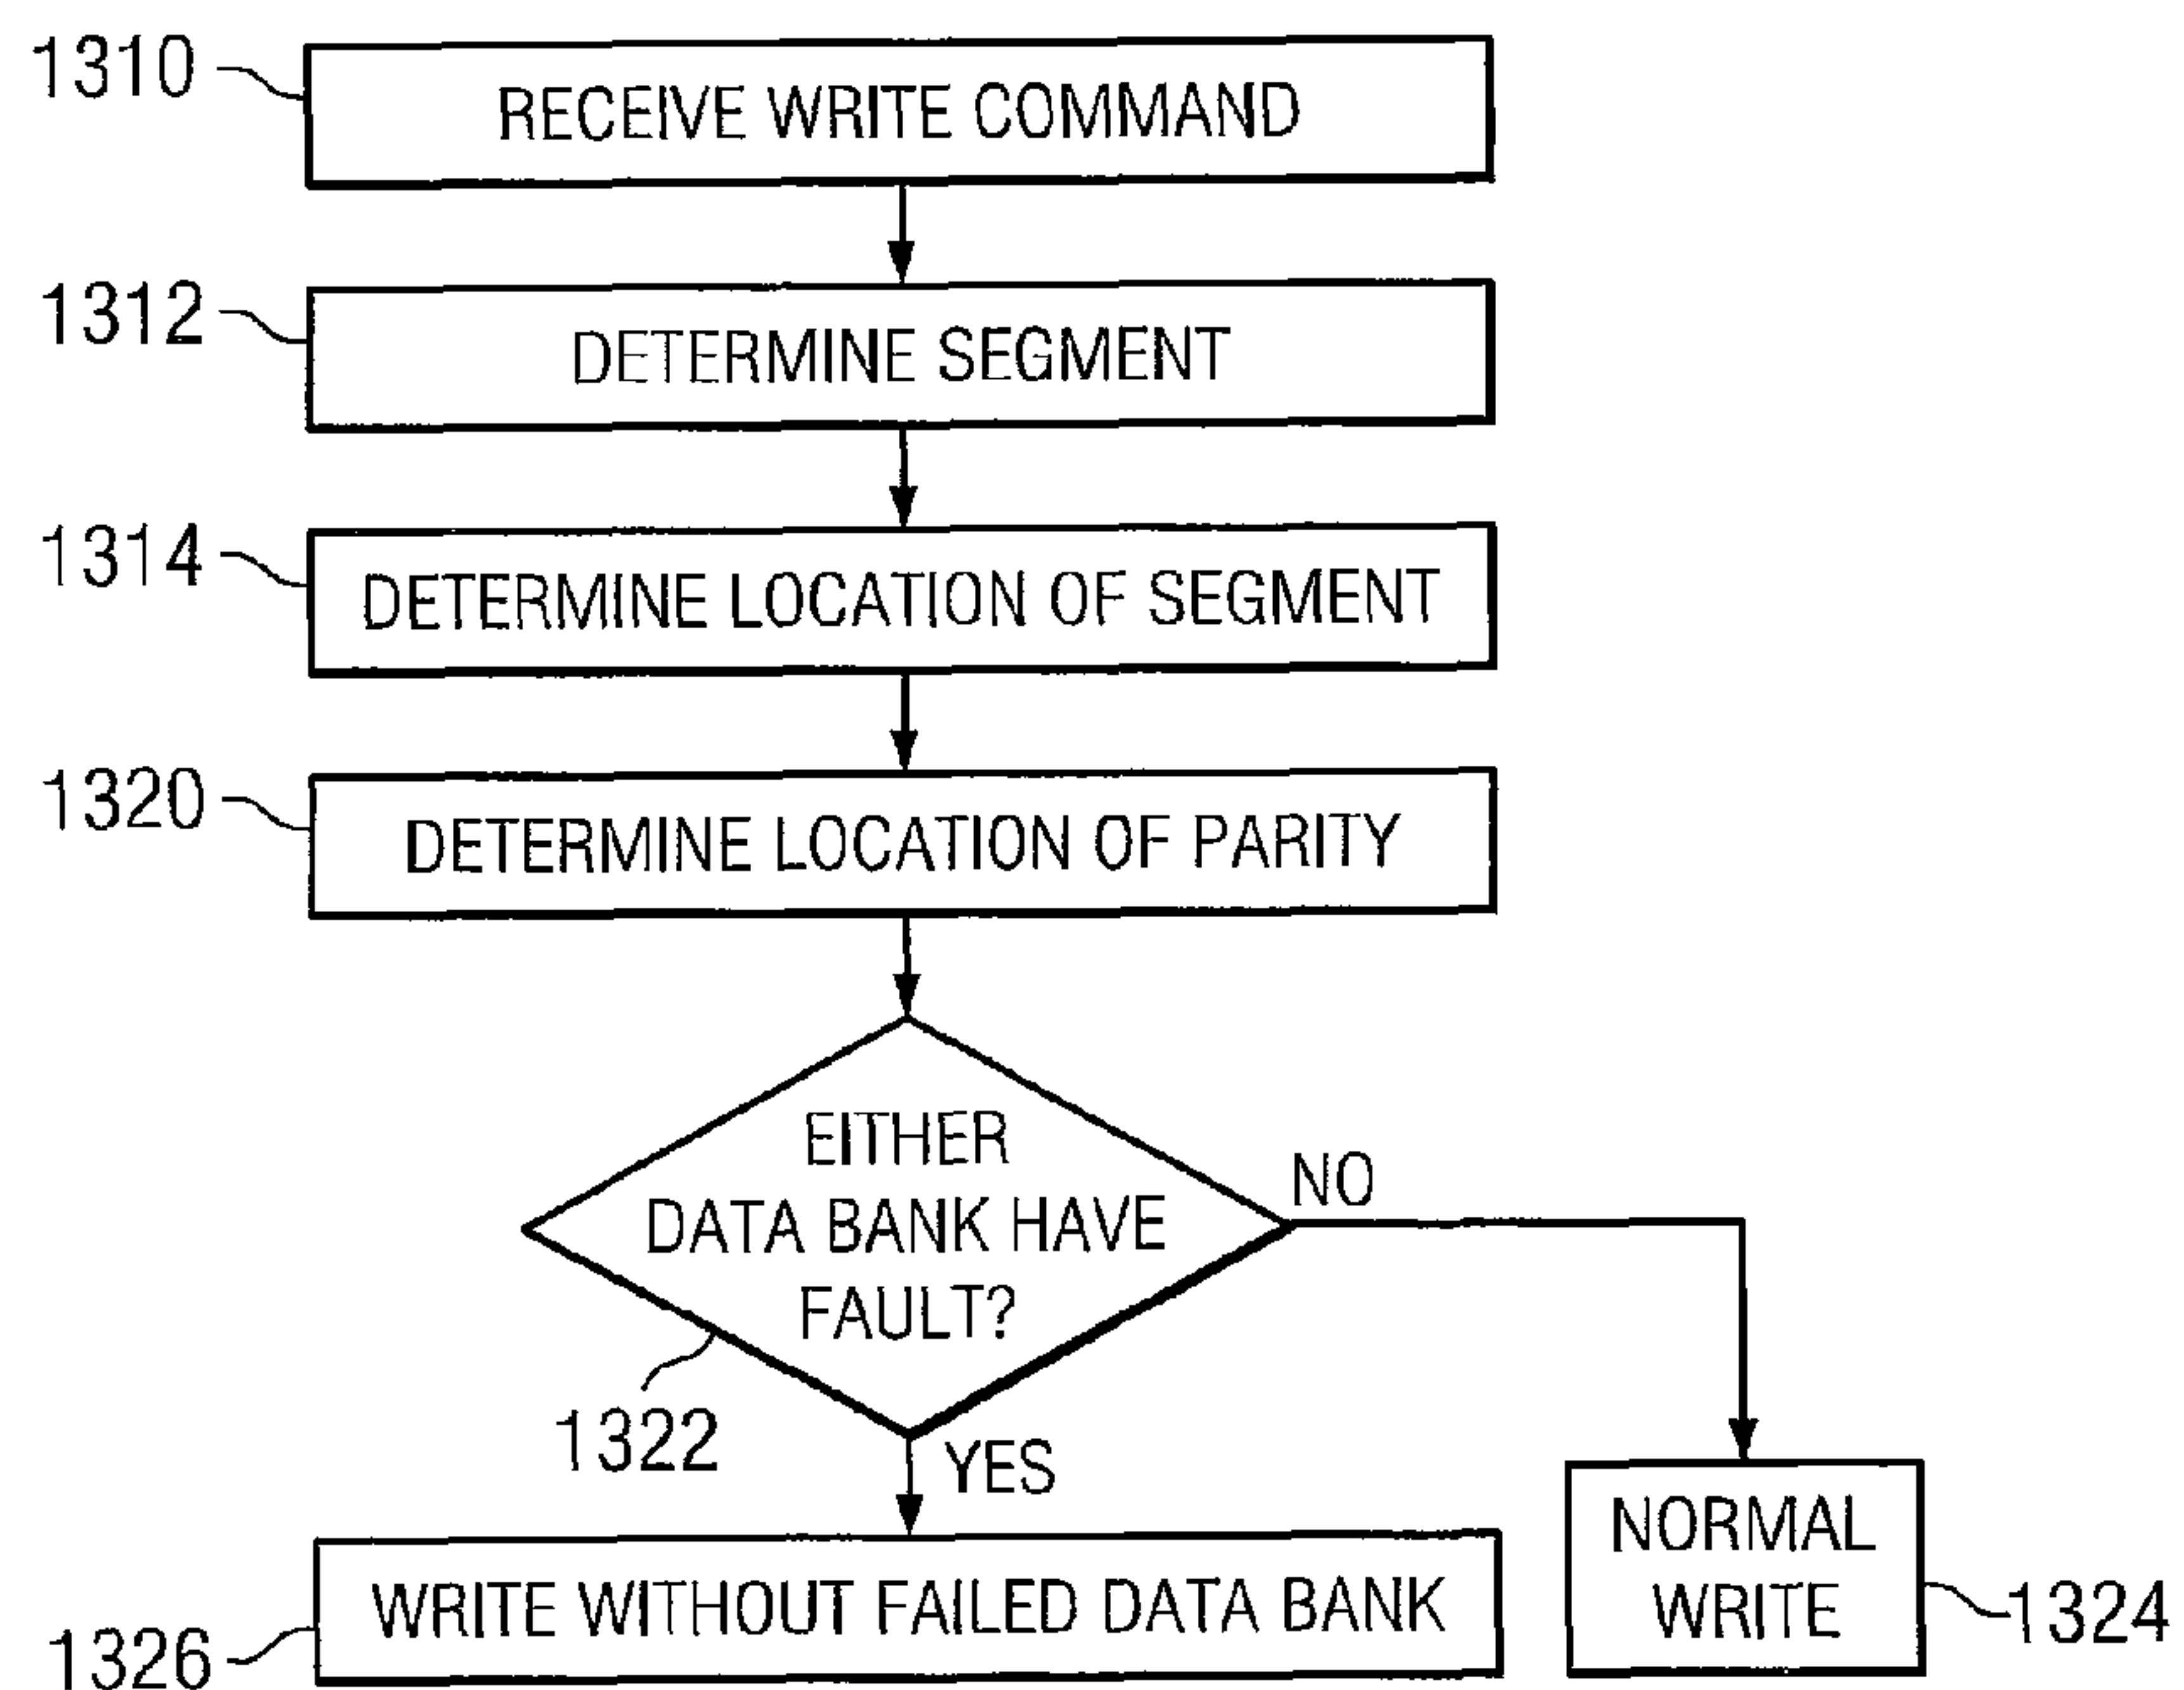 1310
RECEIVE WRITE COMMAND
1312
DETERMINE SEGMENT
1314
DETERMINE LOCATION OF SEGMENT
1320
DETERMINE LOCATION OF PARITY
EITHER
DATA BANK HAVE
FAULT?
NO
1322
YES
NORMAL
WRITE
1324
WRITE WITHOUT FAILED DATA BANK
1326